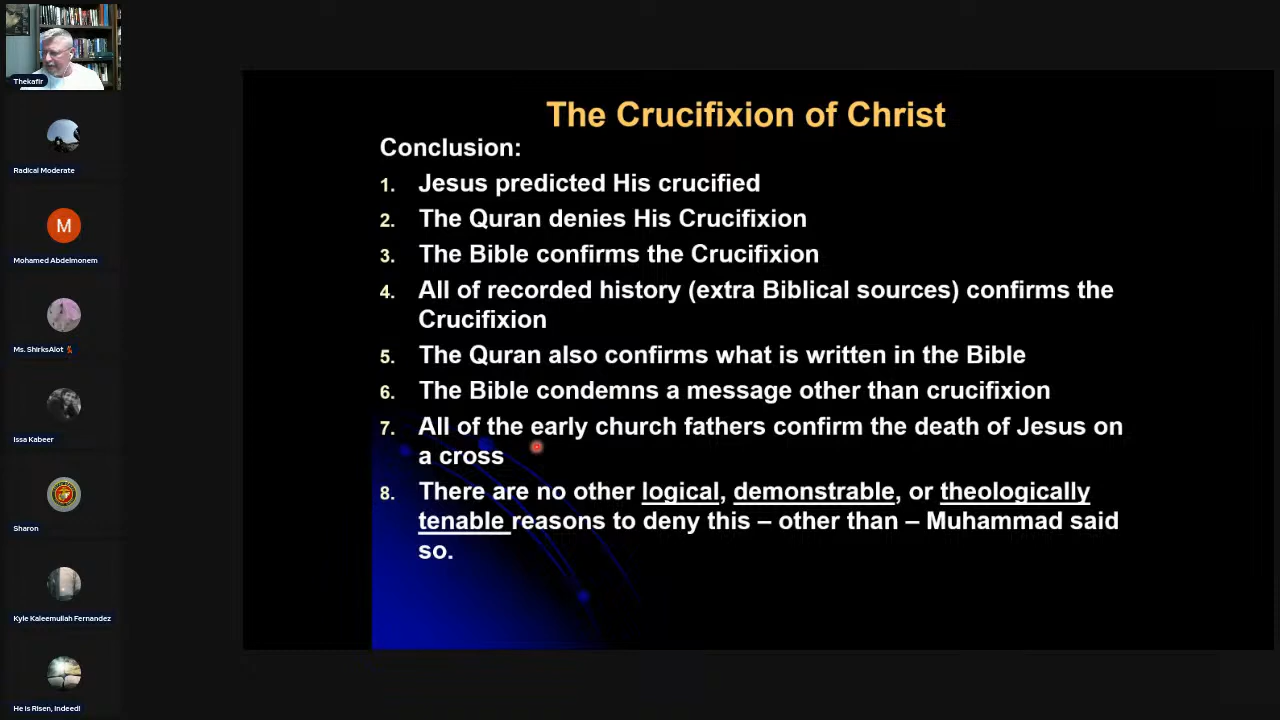 Thekafir
Radical Moderate
M
Mohamed Abdelmonem
Ms. ShirksAlot 💃
Issa Kabeer
Sharon
Kyle Kaleemullah Fernandez
He is Risen, Indeed!
The Crucifixion of Christ
Conclusion:
1. Jesus predicted His crucified
2. The Quran denies His Crucifixion
3. The Bible confirms the Crucifixion
4. All of recorded history (extra Biblical sources) confirms the
Crucifixion
5. The Quran also confirms what is written in the Bible
6. The Bible condemns a message other than crucifixion
7. All of the early church fathers confirm the death of Jesus on
a cross
8. There are no other logical, demonstrable, or theologically
tenable reasons to deny this – other than – Muhammad said
so.